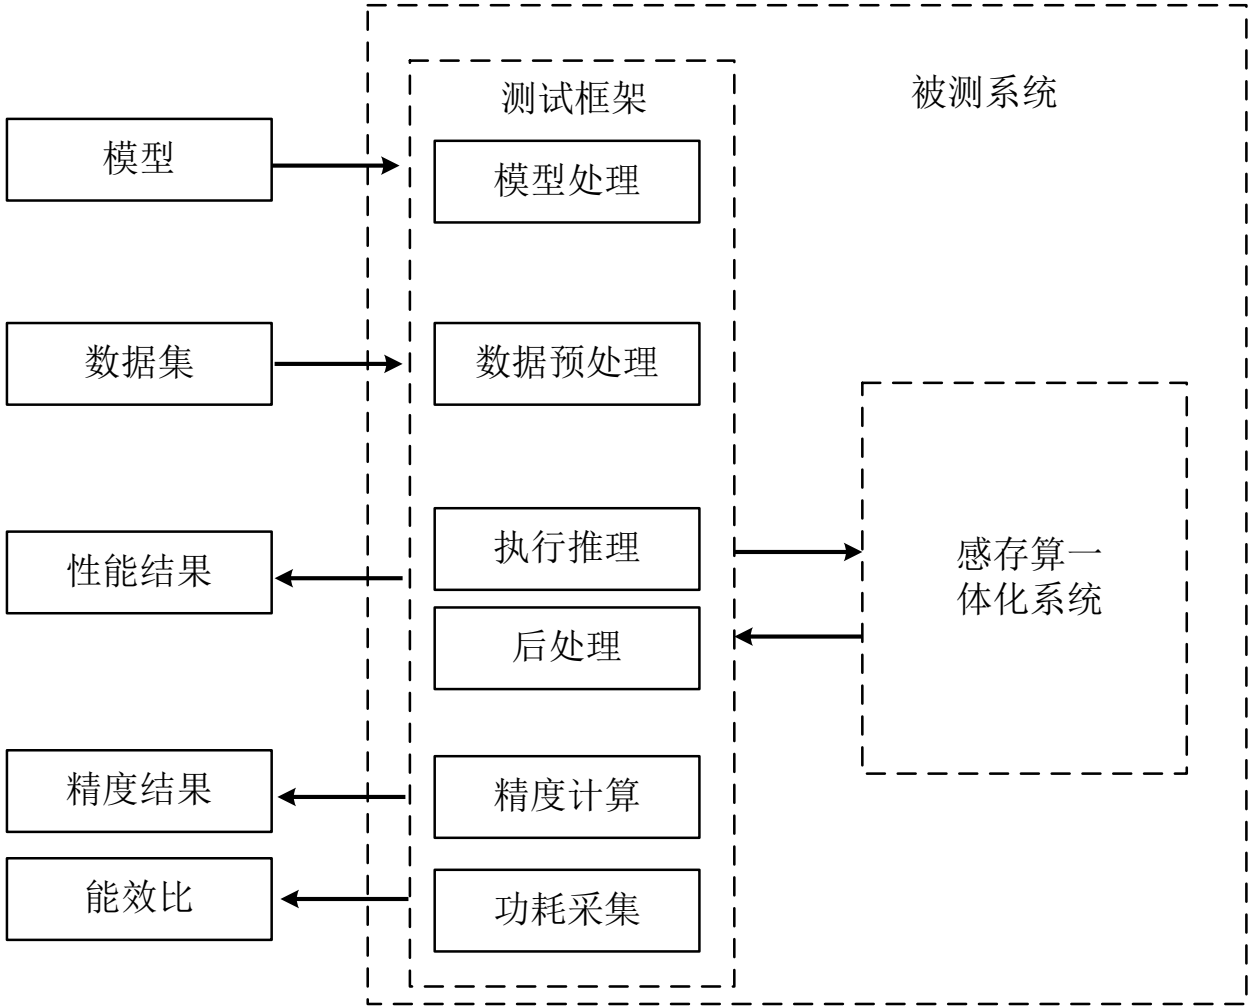 测试框架
被测系统
模型
模型处理
数据集
数据预处理
性能结果
执行推理
后处理
感存算一
体化系统
精度结果
精度计算
能效比
功耗采集